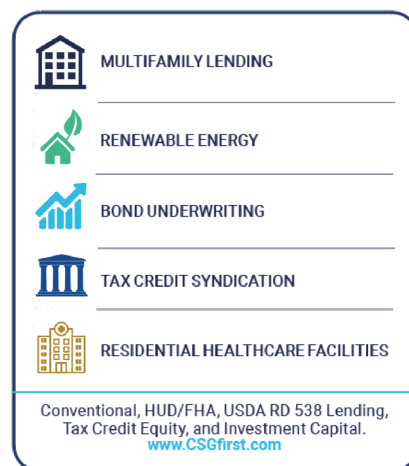 MULTIFAMILY LENDING
RENEWABLE ENERGY
BOND UNDERWRITING
TAX CREDIT SYNDICATION
RESIDENTIAL HEALTHCARE FACILITIES
Conventional, HUD/FHA, USDA RD 538 Lending,
Tax Credit Equity, and Investment Capital.
www.CSGfirst.com